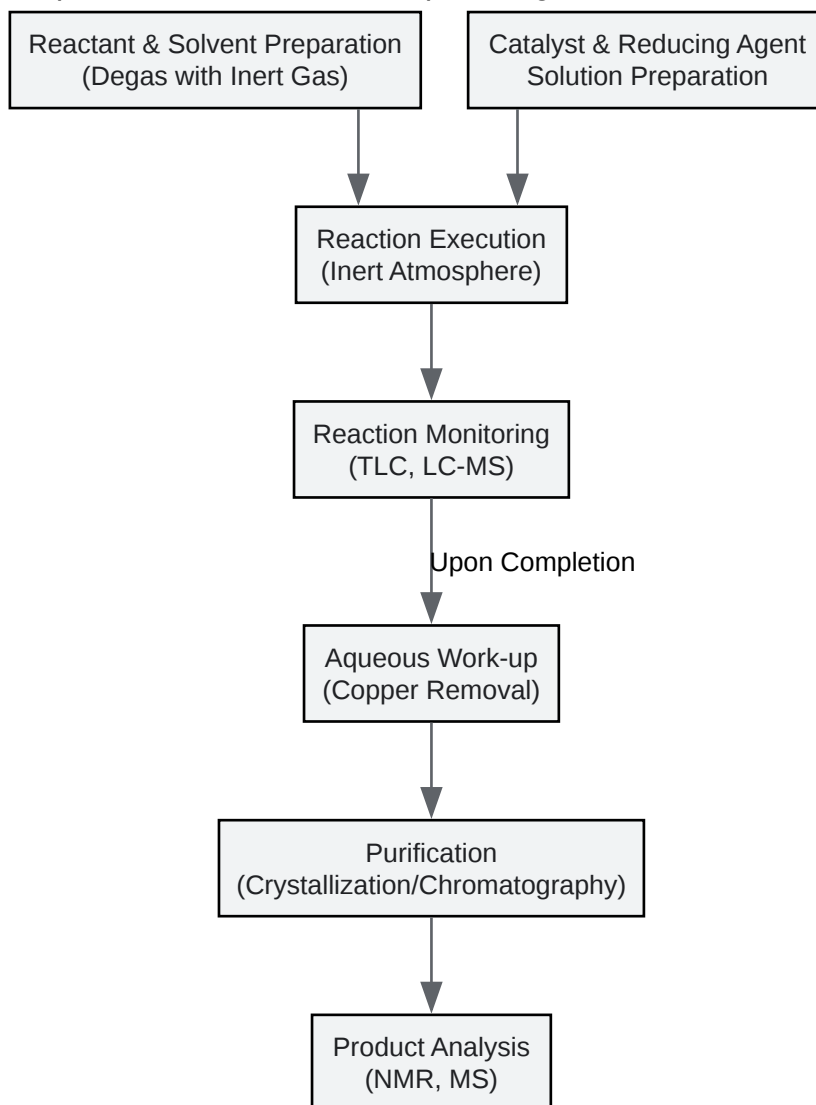 Reactant & Solvent Preparation
(Degas with Inert Gas)
Catalyst & Reducing Agent
Solution Preparation
Reaction Execution
(Inert Atmosphere)
Reaction Monitoring
(TLC, LC-MS)
Upon Completion
Aqueous Work-up
(Copper Removal)
Purification
(Crystallization/Chromatography)
Product Analysis
(NMR, MS)